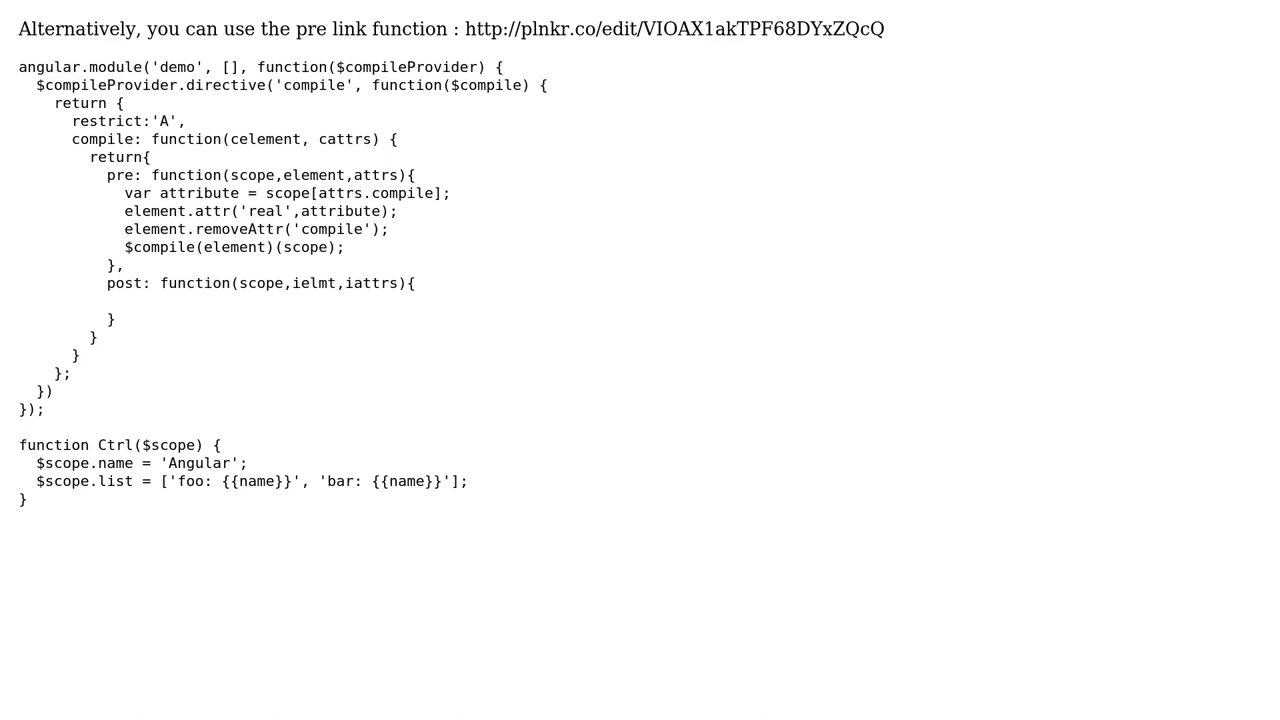 Alternatively, you can use the pre link function : http://plnkr.co/edit/VIOAX1akTPF68DYxZQcQ
angular.module('demo', [], function($compileProvider) {
  $compileProvider.directive('compile', function($compile) {
    return {
      restrict:'A',
      compile: function(celement, cattrs) {
        return{
          pre: function(scope,element,attrs){
            var attribute = scope[attrs.compile];
            element.attr('real',attribute);
            element.removeAttr('compile');
            $compile(element)(scope);
          },
          post: function(scope,ielmt,iattrs){

          }
        }
      }
    };
  })
});

function Ctrl($scope) {
  $scope.name = 'Angular';
  $scope.list = ['foo: {{name}}', 'bar: {{name}}'];
}